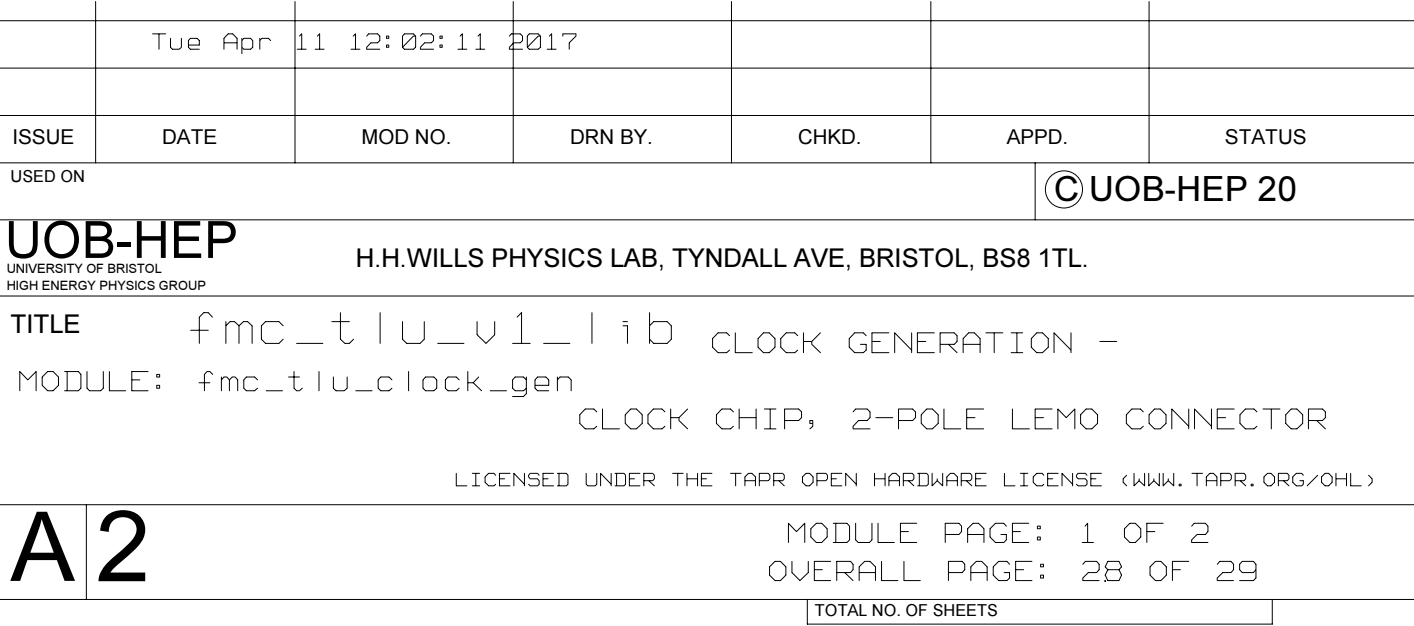 Tue Apr 11 12:02:11 2017
ISSUE DATE MOD NO. DRN BY. CHKD. APPD. STATUS
USED ON
© UOB-HEP 20
UOB-HEP
UNIVERSITY OF BRISTOL
HIGH ENERGY PHYSICS GROUP
H.H.WILLS PHYSICS LAB, TYNDALL AVE, BRISTOL, BS8 1TL.
TITLE fmc_tlu_v1_lib CLOCK GENERATION -
MODULE: fmc_tlu_clock_gen
CLOCK CHIP, 2-POLE LEMO CONNECTOR
LICENSED UNDER THE TAPR OPEN HARDWARE LICENSE (WWW.TAPR.ORG/OHL)
A 2
MODULE PAGE: 1 OF 2
OVERALL PAGE: 28 OF 29
TOTAL NO. OF SHEETS